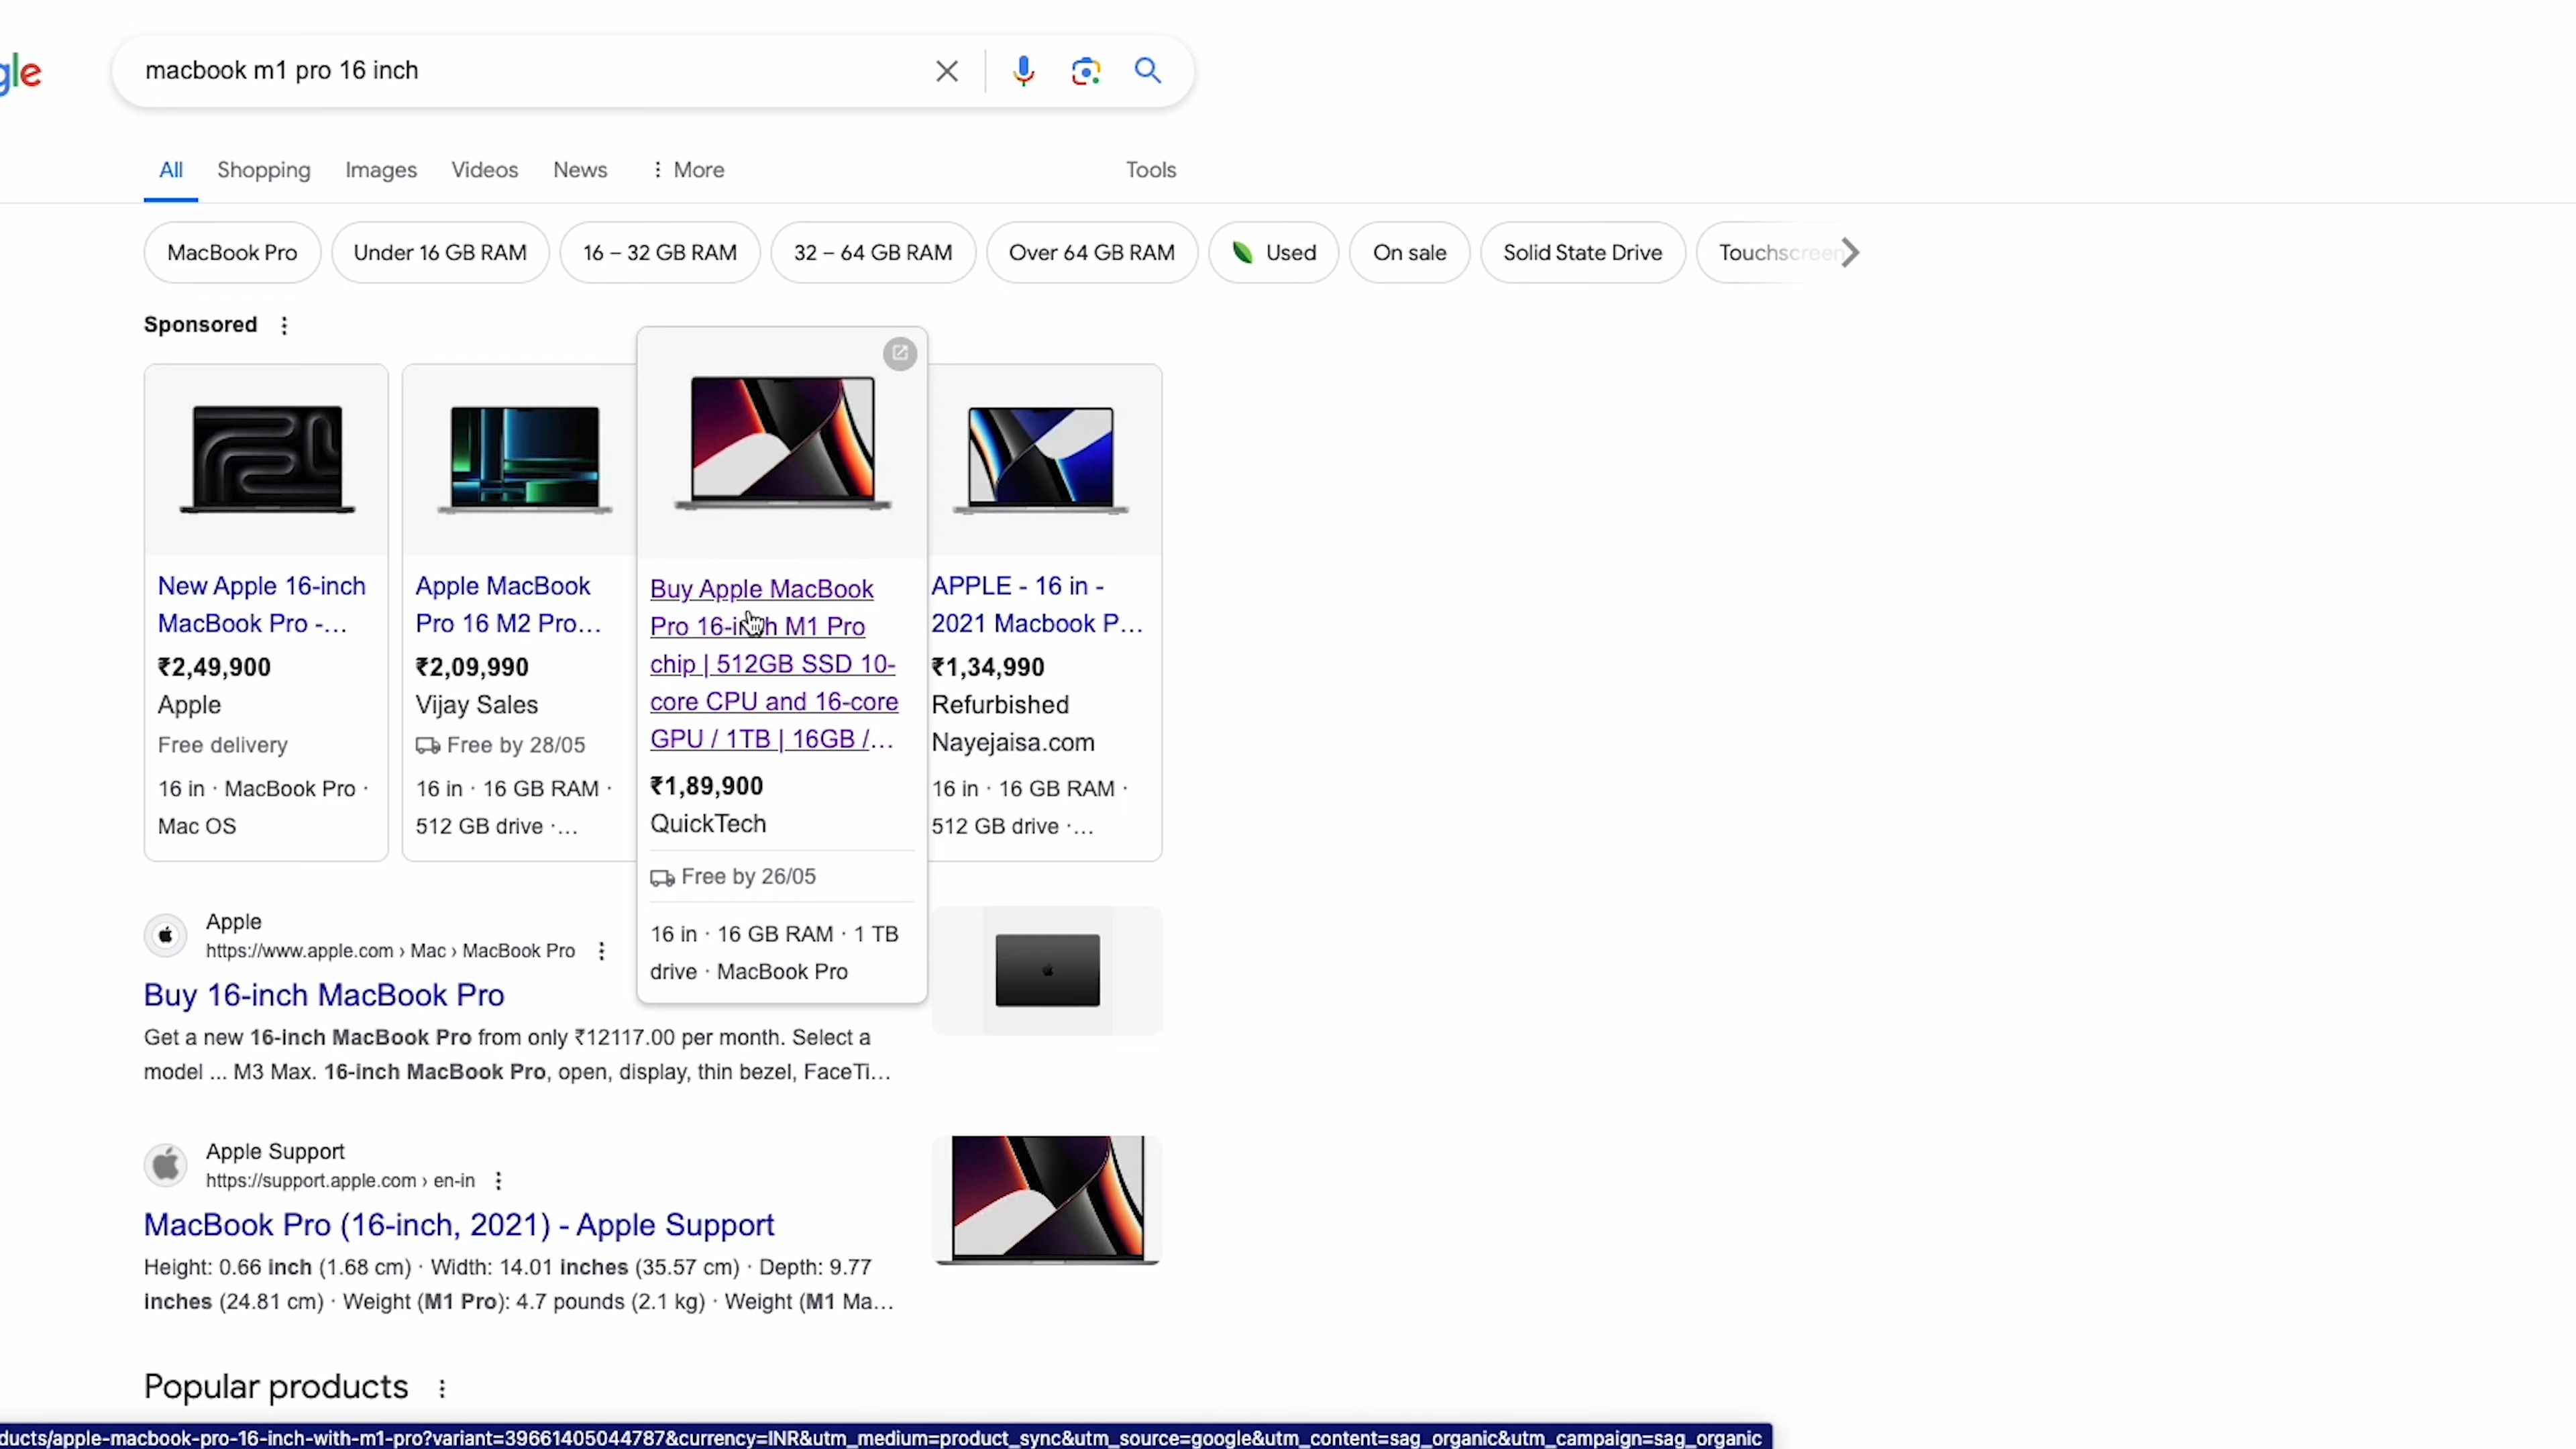 gle
macbook m1 pro 16 inch
All
Shopping
Images
Videos
News
More
Tools
MacBook Pro
Under 16 GB RAM
16 – 32 GB RAM
32 – 64 GB RAM
Over 64 GB RAM
Used
On sale
Solid State Drive
Touchscreen
Sponsored
New Apple 16-inch
MacBook Pro -...
₹2,49,900
Apple
Free delivery
16 in · MacBook Pro ·
Mac OS
Apple MacBook
Pro 16 M2 Pro...
₹2,09,990
Vijay Sales
Free by 28/05
16 in · 16 GB RAM ·
512 GB drive ·...
Buy Apple MacBook
Pro 16-inch M1 Pro
chip | 512GB SSD 10-
core CPU and 16-core
GPU / 1TB | 16GB /...
₹1,89,900
QuickTech
Free by 26/05
16 in · 16 GB RAM · 1 TB
drive · MacBook Pro
APPLE - 16 in -
2021 Macbook P...
₹1,34,990
Refurbished
Nayejaisa.com
16 in · 16 GB RAM ·
512 GB drive ·...
Apple
https://www.apple.com › Mac › MacBook Pro
Buy 16-inch MacBook Pro
Get a new 16-inch MacBook Pro from only ₹12117.00 per month. Select a
model ... M3 Max. 16-inch MacBook Pro, open, display, thin bezel, FaceTi...
Apple Support
https://support.apple.com › en-in
MacBook Pro (16-inch, 2021) - Apple Support
Height: 0.66 inch (1.68 cm) · Width: 14.01 inches (35.57 cm) · Depth: 9.77
inches (24.81 cm) · Weight (M1 Pro): 4.7 pounds (2.1 kg) · Weight (M1 Ma...
Popular products
ducts/apple-macbook-pro-16-inch-with-m1-pro?variant=39661405044787&currency=INR&utm_medium=product_sync&utm_source=google&utm_content=sag_organic&utm_campaign=sag_organic